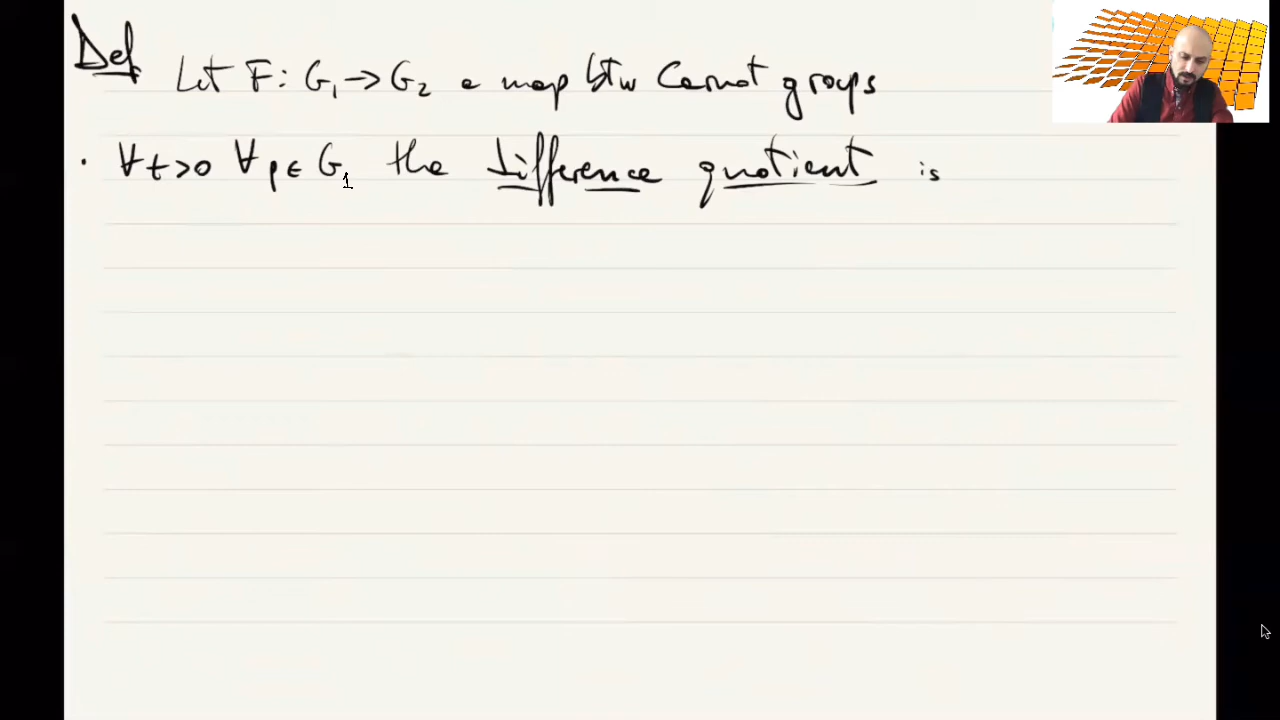 Def Let F: G₁ → G₂ a map btw Carnot groups
· ∀t>0 ∀p∈G₁ the difference quotient is